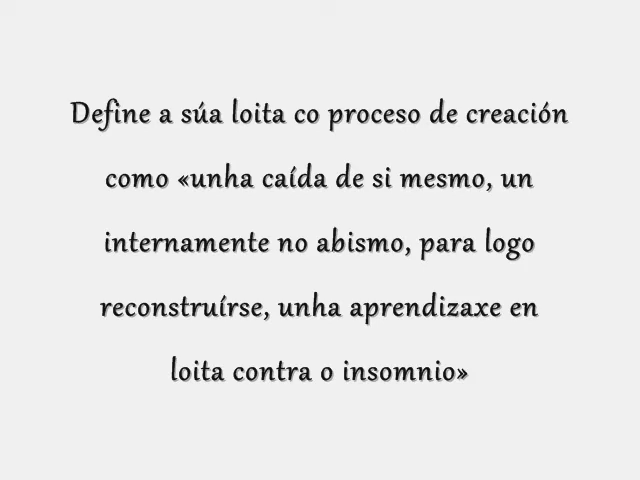 Define a súa loita co proceso de creación
como «unha caída de si mesmo, un
internamente no abismo, para logo
reconstruírse, unha aprendizaxe en
loita contra o insomnio»